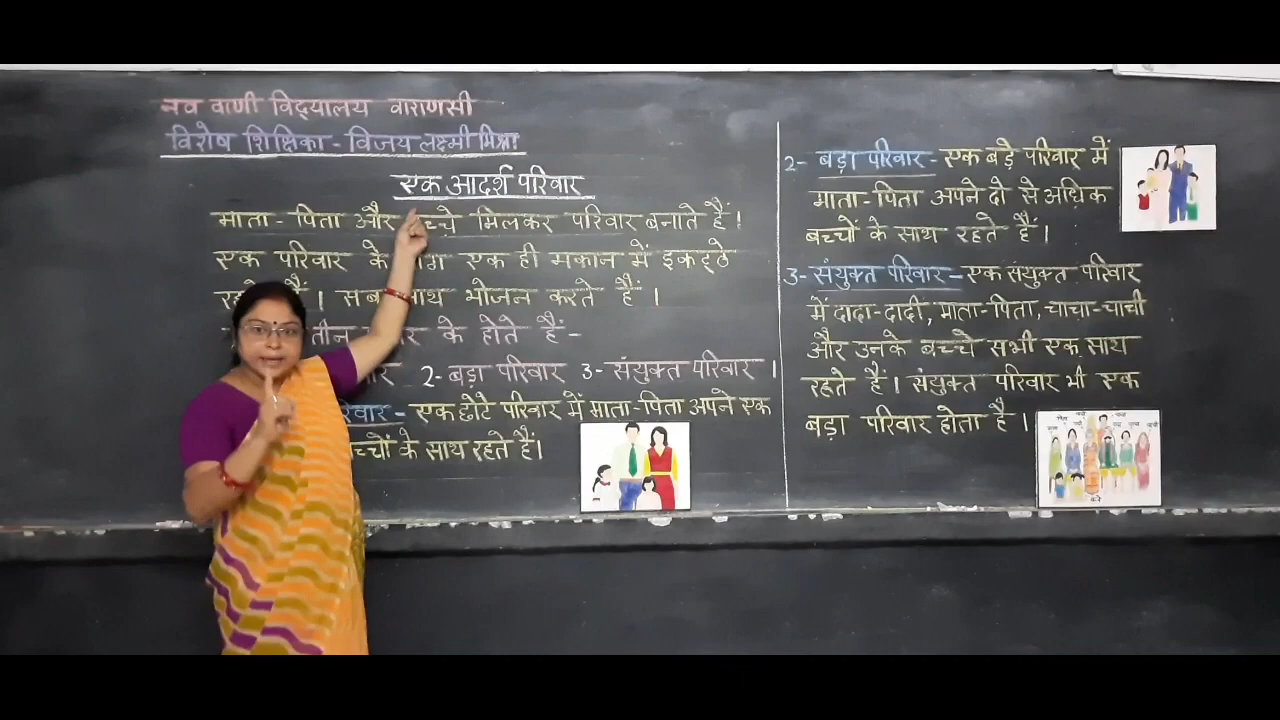 नव वाणी विद्यालय वाराणसी
विशेष शिक्षिका - विजय लक्ष्मी मिश्रा
एक आदर्श परिवार
माता - पिता और च्चे मिलकर परिवार बनाते हैं।
एक परिवार के एक ही मकान में इकट्ठे
हैं। सब साथ भोजन करते हैं।
तीन के होते हैं -
2- बड़ा परिवार 3- संयुक्त परिवार।
रिवार - एक छोटे परिवार में माता-पिता अपने एक
च्चों के साथ रहते हैं।
2- बड़ा परिवार - एक बड़े परिवार में
माता-पिता अपने दो से अधिक
बच्चों के साथ रहते हैं।
3- संयुक्त परिवार - एक संयुक्त परिवार
में दादा-दादी, माता-पिता, चाचा-चाची
और उनके बच्चे सभी एक साथ
रहते हैं। संयुक्त परिवार भी एक
बड़ा परिवार होता है।